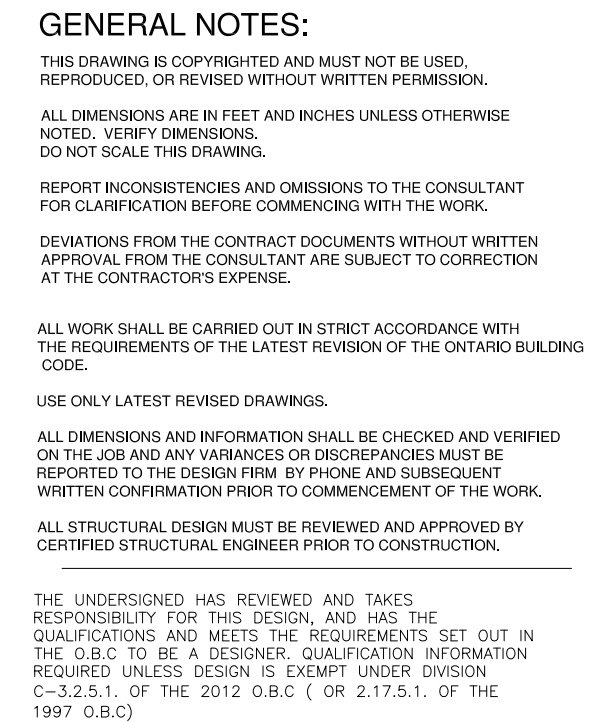 GENERAL NOTES:
THIS DRAWING IS COPYRIGHTED AND MUST NOT BE USED,
REPRODUCED, OR REVISED WITHOUT WRITTEN PERMISSION.
ALL DIMENSIONS ARE IN FEET AND INCHES UNLESS OTHERWISE
NOTED. VERIFY DIMENSIONS.
DO NOT SCALE THIS DRAWING.
REPORT INCONSISTENCIES AND OMISSIONS TO THE CONSULTANT
FOR CLARIFICATION BEFORE COMMENCING WITH THE WORK.
DEVIATIONS FROM THE CONTRACT DOCUMENTS WITHOUT WRITTEN
APPROVAL FROM THE CONSULTANT ARE SUBJECT TO CORRECTION
AT THE CONTRACTOR'S EXPENSE.
ALL WORK SHALL BE CARRIED OUT IN STRICT ACCORDANCE WITH
THE REQUIREMENTS OF THE LATEST REVISION OF THE ONTARIO BUILDING
CODE.
USE ONLY LATEST REVISED DRAWINGS.
ALL DIMENSIONS AND INFORMATION SHALL BE CHECKED AND VERIFIED
ON THE JOB AND ANY VARIANCES OR DISCREPANCIES MUST BE
REPORTED TO THE DESIGN FIRM BY PHONE AND SUBSEQUENT
WRITTEN CONFIRMATION PRIOR TO COMMENCEMENT OF THE WORK.
ALL STRUCTURAL DESIGN MUST BE REVIEWED AND APPROVED BY
CERTIFIED STRUCTURAL ENGINEER PRIOR TO CONSTRUCTION.
THE UNDERSIGNED HAS REVIEWED AND TAKES
RESPONSIBILITY FOR THIS DESIGN, AND HAS THE
QUALIFICATIONS AND MEETS THE REQUIREMENTS SET OUT IN
THE O.B.C TO BE A DESIGNER. QUALIFICATION INFORMATION
REQUIRED UNLESS DESIGN IS EXEMPT UNDER DIVISION
C-3.2.5.1. OF THE 2012 O.B.C ( OR 2.17.5.1. OF THE
1997 O.B.C)